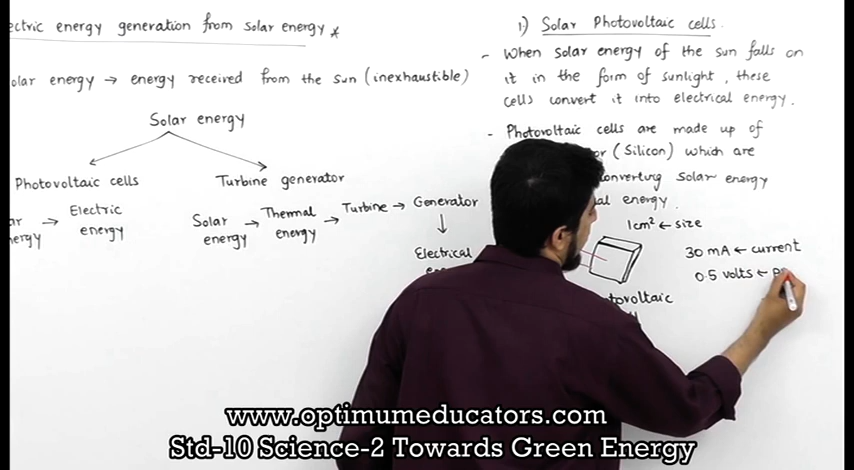 ectric energy generation from solar energy *
olar energy → energy received from the sun (inexhaustible)
Solar energy
Photovoltaic cells
Turbine generator
→ Electric energy
Solar energy → Thermal energy → Turbine → Generator
Electrical
1) Solar Photovoltaic cells.
- When solar energy of the sun falls on
it in the form of sunlight, these
cells convert it into electrical energy.
- Photovoltaic cells are made up of
(Silicon) which are
converting solar energy
energy.
1cm² ← size
30 mA ← current
0.5 volts ←
www.optimumeducators.com
Std-10 Science-2 Towards Green Energy